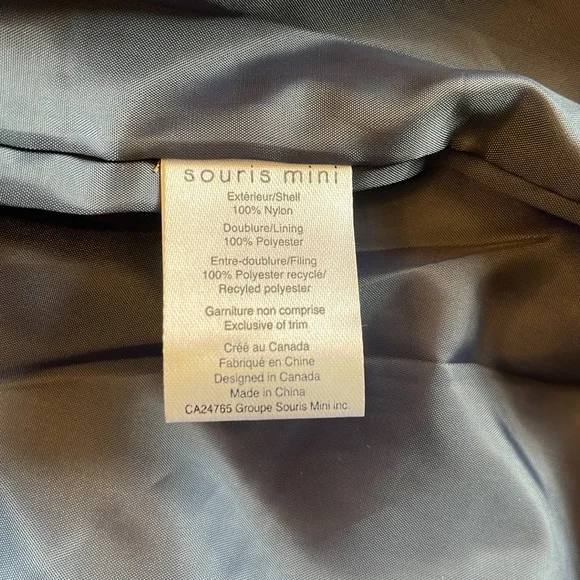 souris mini
Extérieur/Shell
100% Nylon
Doublure/Lining
100% Polyester
Entre-doublure/Filing
100% Polyester recyclé/
Recyled polyester
Garniture non comprise
Exclusive of trim
Créé au Canada
Fabriqué en Chine
Designed in Canada
Made in China
CA24765 Groupe Souris Mini inc.